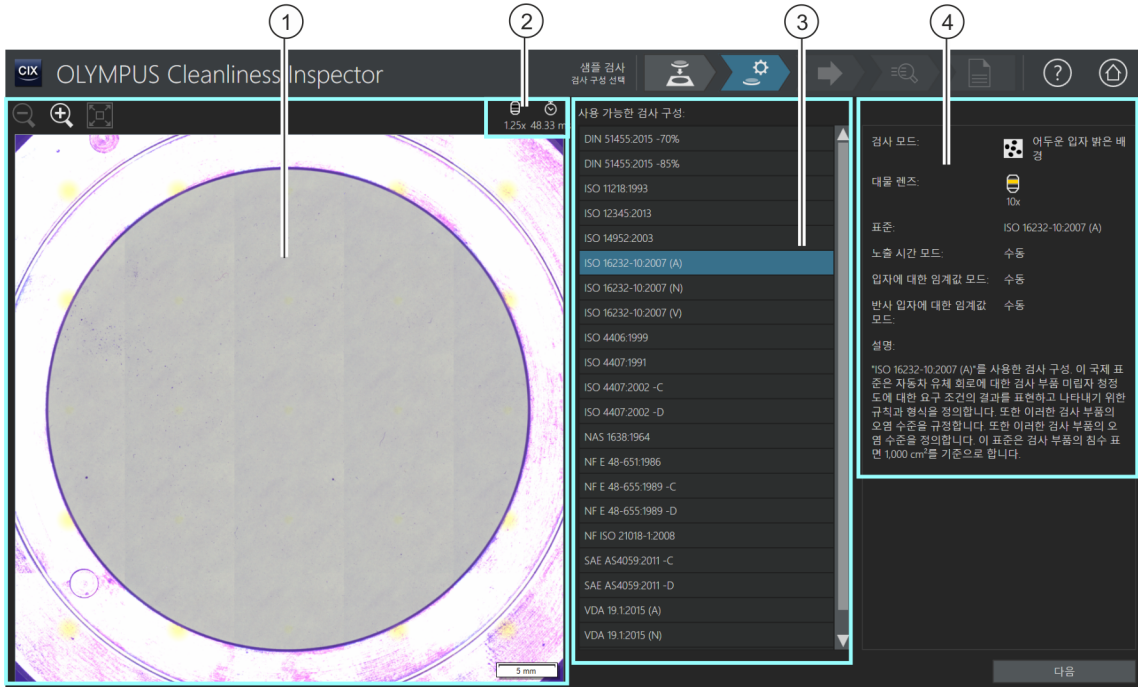 1
2
3
4
CIX
OLYMPUS Cleanliness Inspector
샘플 검사
검사 구성 선택
?
1.25x 48.33 m
사용 가능한 검사 구성:
DIN 51455:2015 -70%
DIN 51455:2015 -85%
ISO 11218:1993
ISO 12345:2013
ISO 14952:2003
ISO 16232-10:2007 (A)
ISO 16232-10:2007 (N)
ISO 16232-10:2007 (V)
ISO 4406:1999
ISO 4407:1991
ISO 4407:2002 -C
ISO 4407:2002 -D
NAS 1638:1964
NF E 48-651:1986
NF E 48-655:1989 -C
NF E 48-655:1989 -D
NF ISO 21018-1:2008
SAE AS4059:2011 -C
SAE AS4059:2011 -D
VDA 19.1:2015 (A)
VDA 19.1:2015 (N)
검사 모드:
어두운 입자 밝은 배
경
대물 렌즈:
10x
표준:
ISO 16232-10:2007 (A)
노출 시간 모드:
수동
입자에 대한 임계값 모드:
수동
반사 입자에 대한 임계값
모드:
수동
설명:
"ISO 16232-10:2007 (A)"를 사용한 검사 구성. 이 국제 표
준은 자동차 유체 회로에 대한 검사 부품 미립자 청정
도에 대한 요구 조건의 결과를 표현하고 나타내기 위한
규칙과 형식을 정의합니다. 또한 이러한 검사 부품의
오염 수준을 규정합니다. 또한 이러한 검사 부품의 오
염 수준을 정의합니다. 이 표준은 검사 부품의 침수 표
면 1,000 cm²를 기준으로 합니다.
5 mm
다음